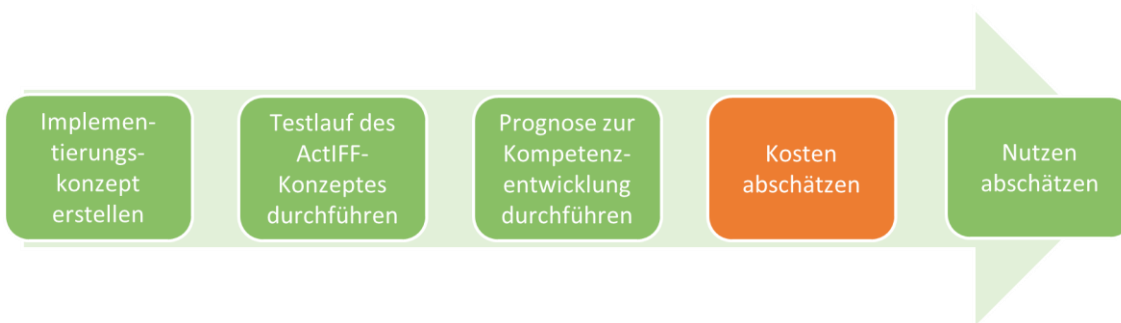 Implemen-
tierungs-
konzept
erstellen
Testlauf des
ActIFF-
Konzeptes
durchführen
Prognose zur
Kompetenz-
entwicklung
durchführen
Kosten
abschätzen
Nutzen
abschätzen